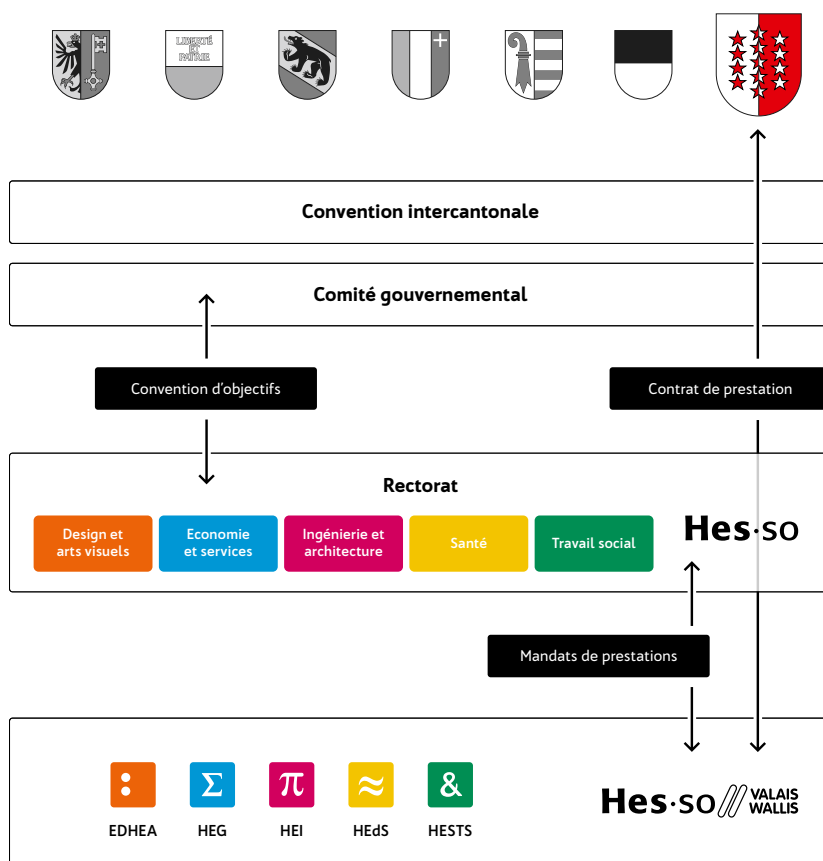 LIBERTÉ
ET
PATRIE
Convention intercantonale
Comité gouvernemental
Convention d'objectifs
Contrat de prestation
Rectorat
Design et
arts visuels
Economie
et services
Ingénierie et
architecture
Santé
Travail social
Hes·so
Mandats de prestations
:
Σ
π
≈
&
EDHEA
HEG
HEI
HEdS
HESTS
Hes·so
VALAIS
WALLIS